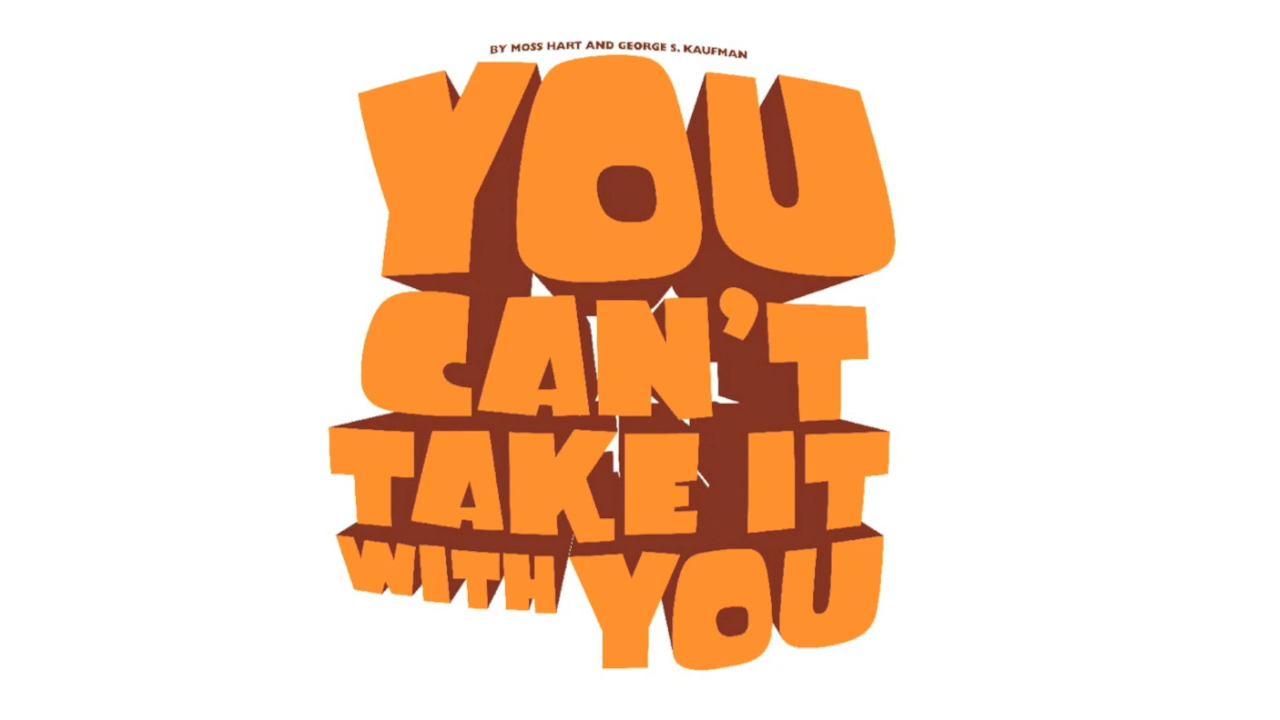 BY MOSS HART AND GEORGE S. KAUFMAN
YOU
CAN'T
TAKE IT
WITH YOU